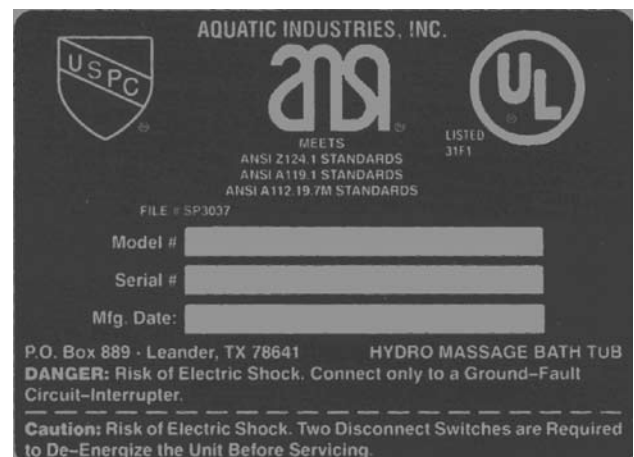 AQUATIC INDUSTRIES, INC.
USPC
®
ANSI
®
UL
®
LISTED
31F1
MEETS
ANSI Z124.1 STANDARDS
ANSI A119.1 STANDARDS
ANSI A112.19.7M STANDARDS
FILE # SP3037
Model #
Serial #
Mfg. Date:
P.O. Box 889 · Leander, TX 78641 HYDRO MASSAGE BATH TUB
DANGER: Risk of Electric Shock. Connect only to a Ground–Fault
Circuit–Interrupter.
Caution: Risk of Electric Shock. Two Disconnect Switches are Required
to De–Energize the Unit Before Servicing.